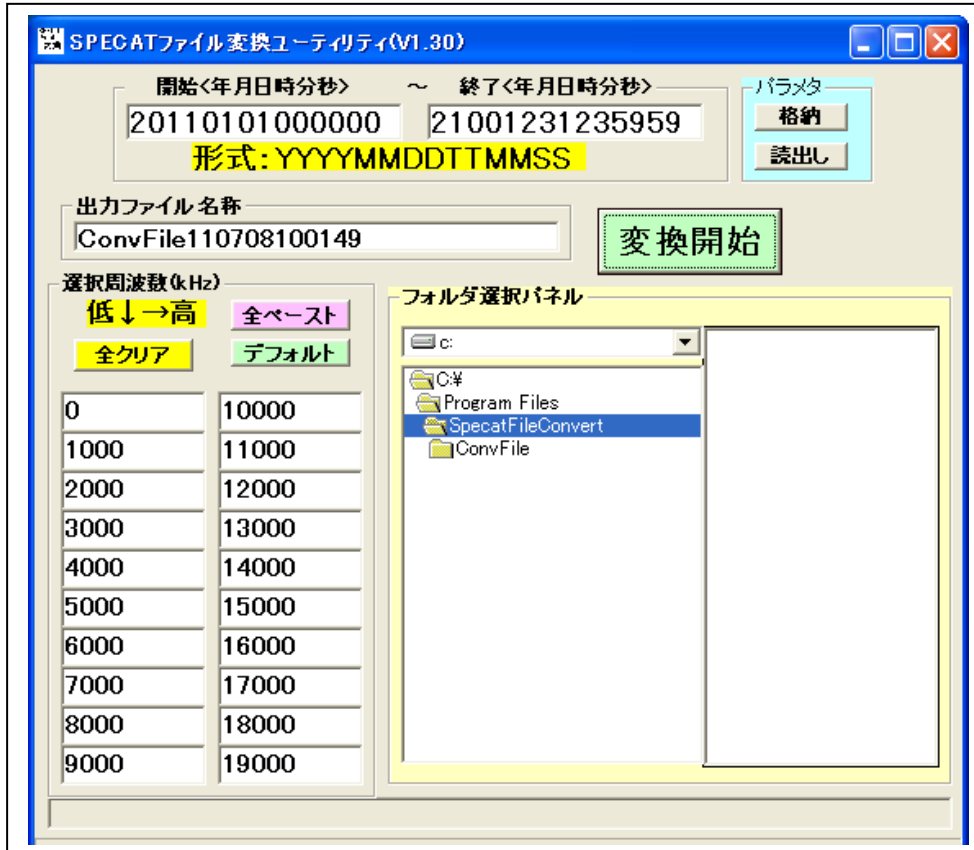 SPECATファイル変換ユーティリティ(V1.30)
開始<年月日時分秒> ～ 終了<年月日時分秒>
20110101000000 21001231235959
形式:YYYYMMDDTTMMSS
パラメタ
格納
読出し
出力ファイル名称
ConvFile110708100149
変換開始
選択周波数(kHz)
低↓→高 全ペースト
全クリア デフォルト
0 10000
1000 11000
2000 12000
3000 13000
4000 14000
5000 15000
6000 16000
7000 17000
8000 18000
9000 19000
フォルダ選択パネル
c:
C:¥
Program Files
SpecatFileConvert
ConvFile